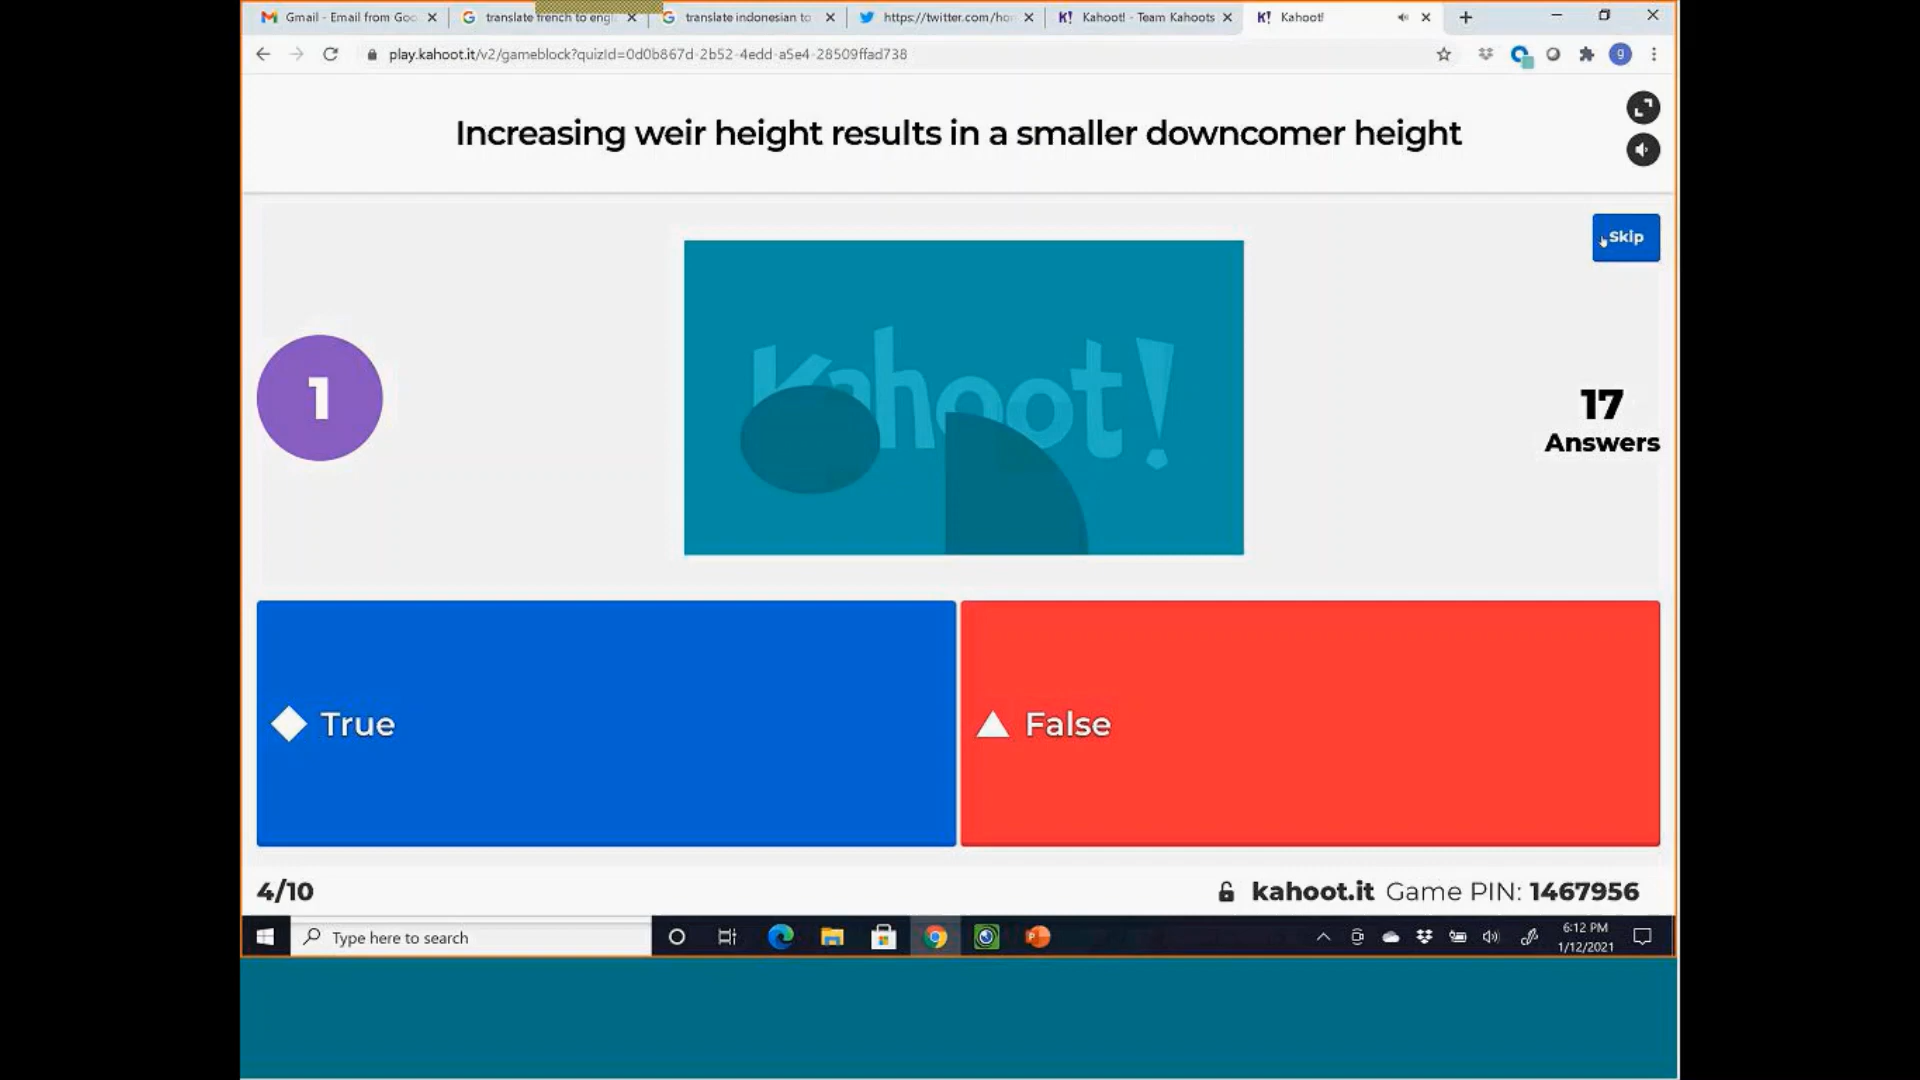 Gmail - Email from Goo
translate french to engl
translate indonesian to
https://twitter.com/ho
Kahoot! - Team Kahoots
Kahoot!
play.kahoot.it/v2/gameblock?quizId=0d0b867d-2b52-4edd-a5e4-28509ffad738
Increasing weir height results in a smaller downcomer height
Skip
Kahoot!
1
17
Answers
True
False
4/10
kahoot.it Game PIN: 1467956
Type here to search
6:12 PM
1/12/2021